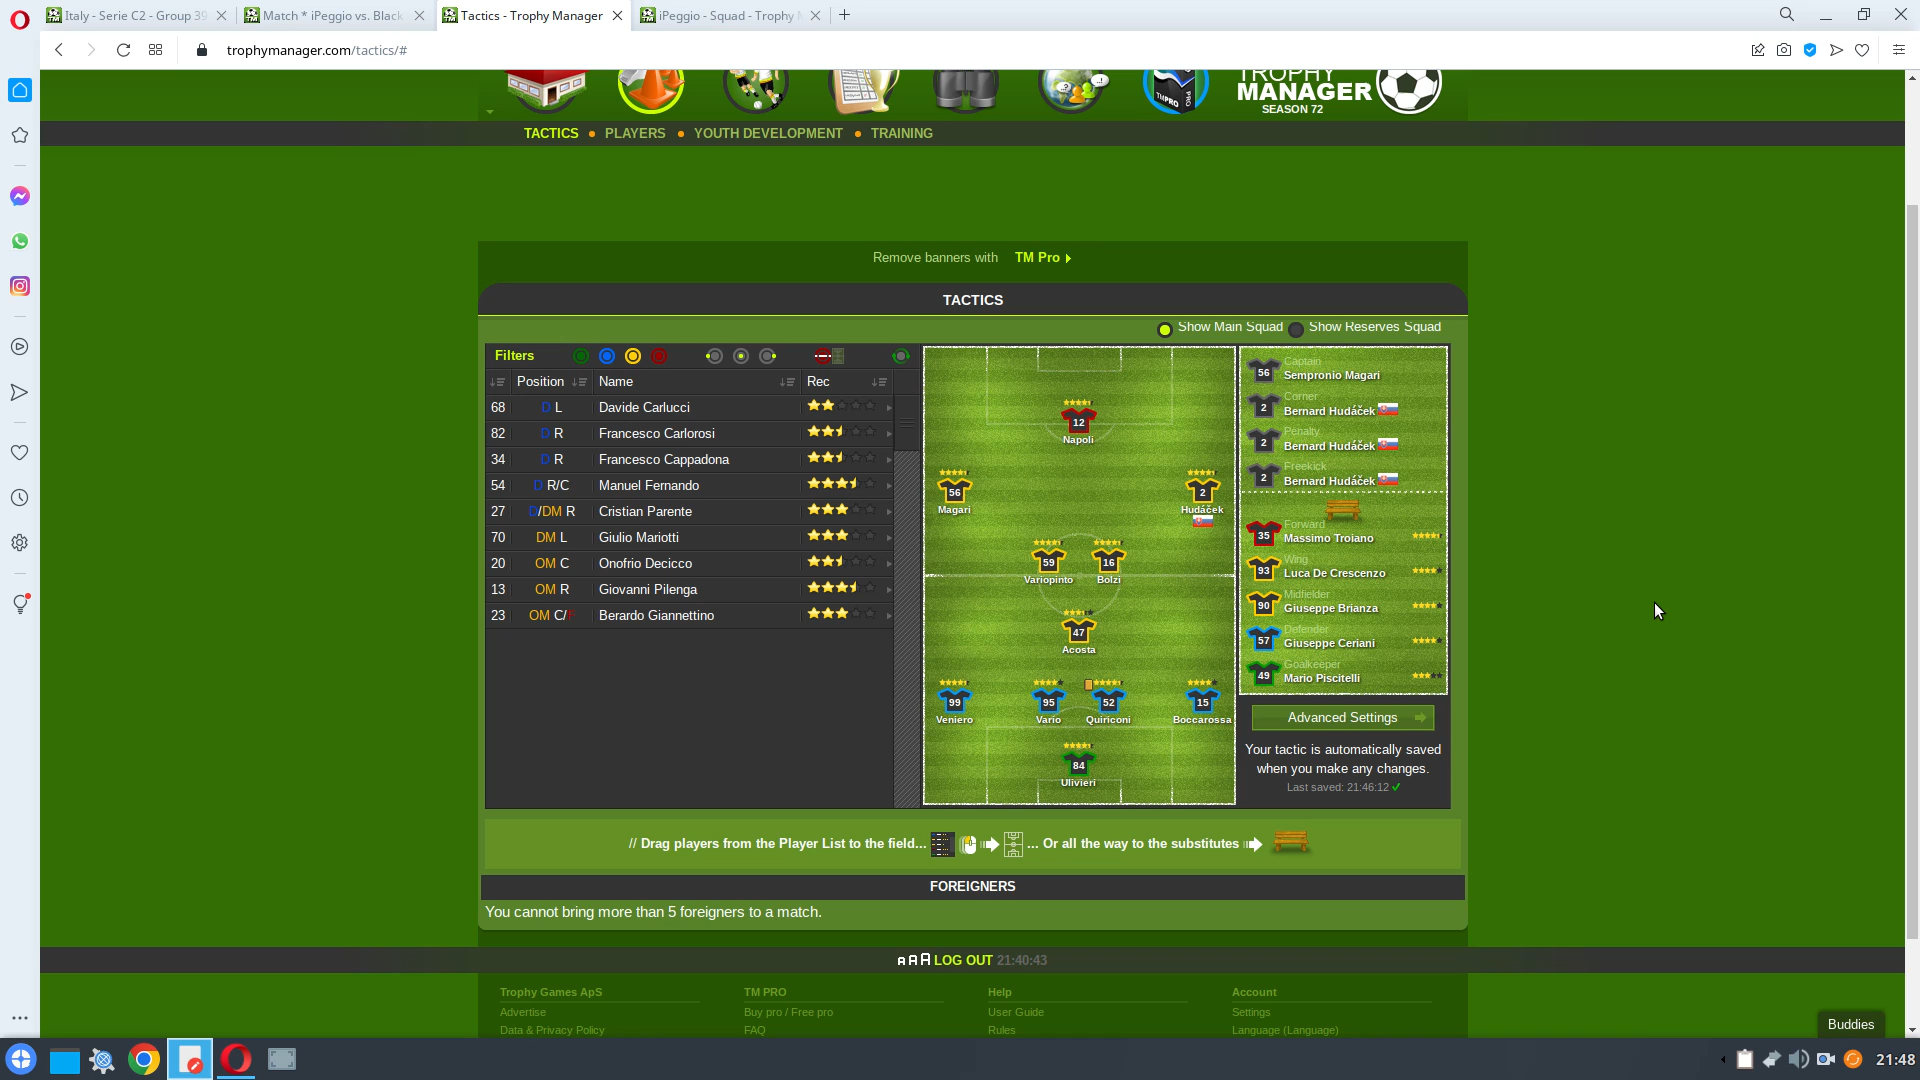 Italy - Serie C2 - Group 39
Match * iPeggio vs. Black
Tactics - Trophy Manager
iPeggio - Squad - Trophy
trophymanager.com/tactics/#
TROPHY
MANAGER
SEASON 72
TACTICS • PLAYERS • YOUTH DEVELOPMENT • TRAINING
Remove banners with TM Pro
TACTICS
Show Main Squad Show Reserves Squad
Filters
Position Name Rec
68 D L Davide Carlucci
82 D R Francesco Carlorosi
34 D R Francesco Cappadona
54 D R/C Manuel Fernando
27 D/DM R Cristian Parente
70 DM L Giulio Mariotti
20 OM C Onofrio Decicco
13 OM R Giovanni Pilenga
23 OM C/F Berardo Giannettino
12
Napoli
56
Magari
2
Hudáček
59
Variopinto
16
Bolzi
47
Acosta
99
Veniero
95
Vario
52
Quiriconi
15
Boccarossa
84
Ulivieri
Captain
56 Sempronio Magari
Corner
2 Bernard Hudáček
Penalty
2 Bernard Hudáček
Freekick
2 Bernard Hudáček
Forward
35 Massimo Troiano
Wing
93 Luca De Crescenzo
Midfielder
90 Giuseppe Brianza
Defender
57 Giuseppe Ceriani
Goalkeeper
49 Mario Piscitelli
Advanced Settings
Your tactic is automatically saved
when you make any changes.
Last saved: 21:46:12
// Drag players from the Player List to the field... ... Or all the way to the substitutes
FOREIGNERS
You cannot bring more than 5 foreigners to a match.
A A A LOG OUT 21:40:43
Trophy Games ApS
Advertise
Data & Privacy Policy
TM PRO
Buy pro / Free pro
FAQ
Help
User Guide
Rules
Account
Settings
Language (Language)
Buddies
21:48